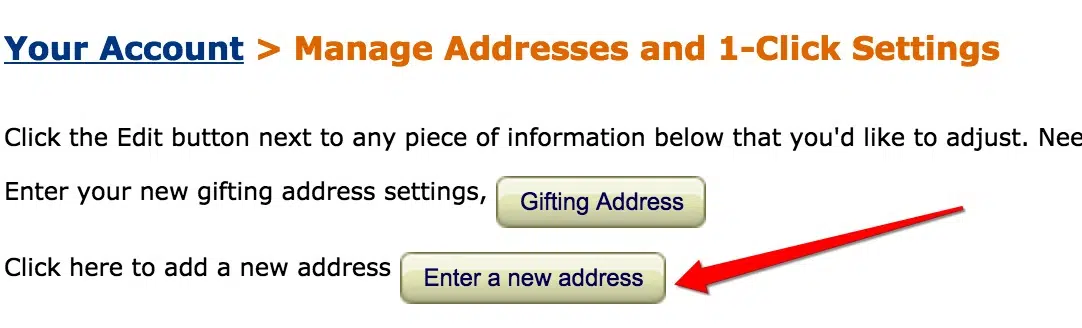 Your Account > Manage Addresses and 1-Click Settings
Click the Edit button next to any piece of information below that you'd like to adjust. Nee
Enter your new gifting address settings, Gifting Address
Click here to add a new address Enter a new address